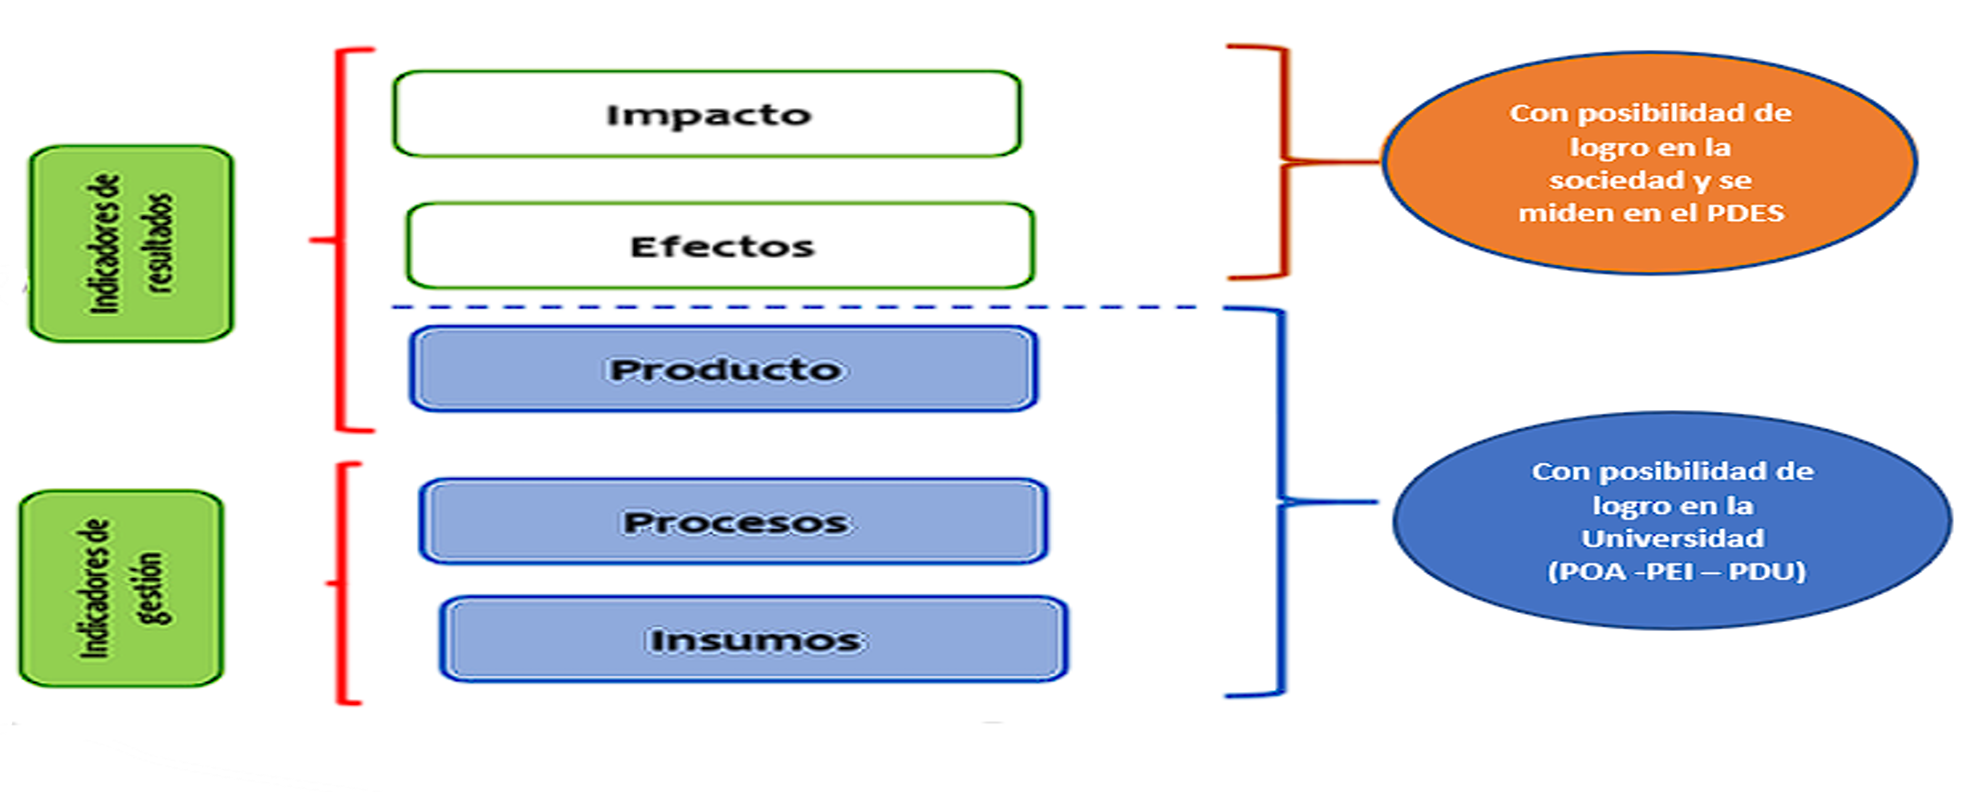 Indicadores de
resultados
Impacto
Efectos
Producto
Con posibilidad de
logro en la
sociedad y se
miden en el PDES
Indicadores de
gestión
Procesos
Insumos
Con posibilidad de
logro en la
Universidad
(POA -PEI – PDU)